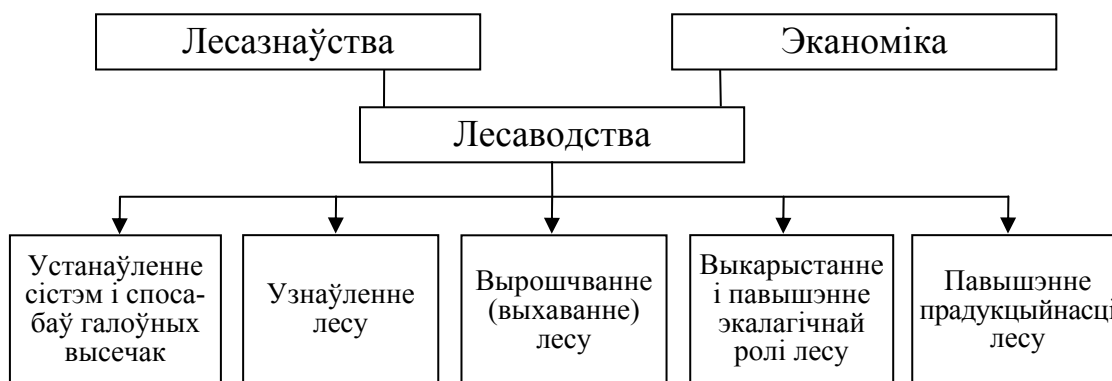 Лесазнаўства
Эканоміка
Лесаводства
Устанаўленне
сістэм і споса-
баў галоўных
высечак
Узнаўленне
лесу
Вырошчванне
(выхаванне)
лесу
Выкарыстанне
і павышэнне
экалагічнай
ролі лесу
Павышэнне
прадукцыйнасці
лесу